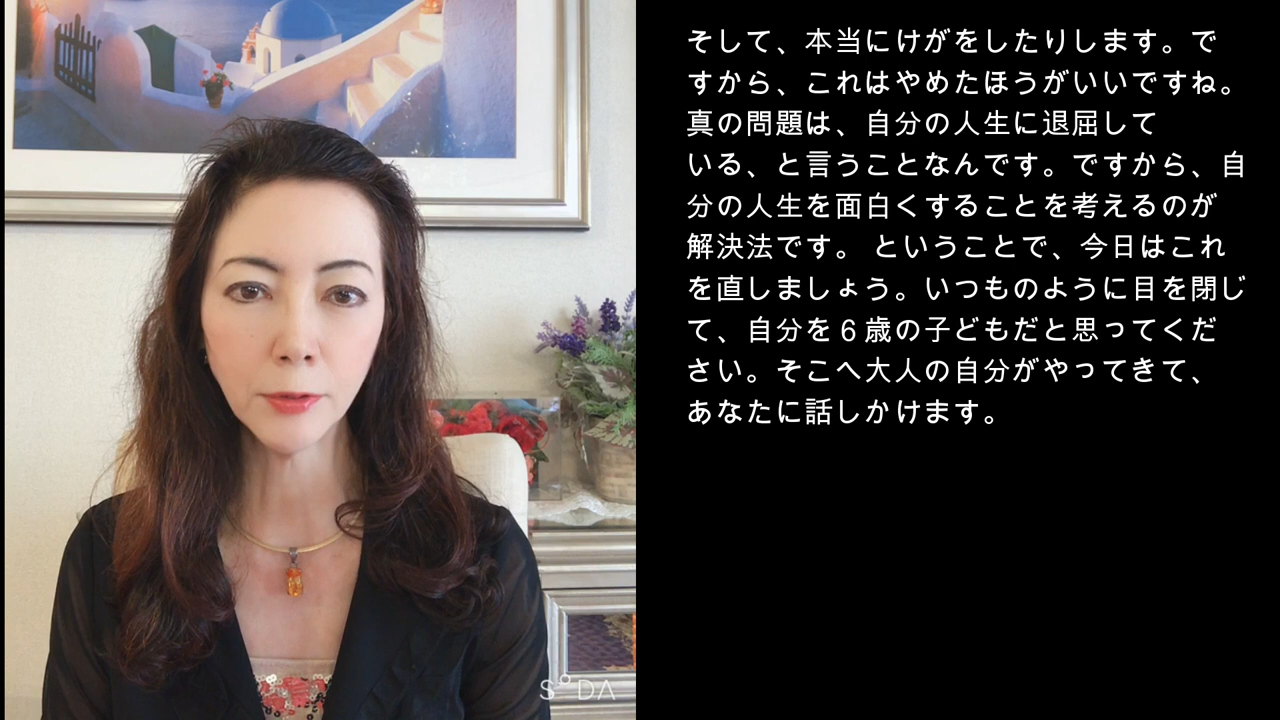 そして、本当にけがをしたりします。で
すから、これはやめたほうがいいですね。
真の問題は、自分の人生に退屈して
いる、と言うことなんです。ですから、自
分の人生を面白くすることを考えるのが
解決法です。 ということで、今日はこれ
を直しましょう。いつものように目を閉じ
て、自分を６歳の子どもだと思ってくだ
さい。そこへ大人の自分がやってきて、
あなたに話しかけます。
SODA